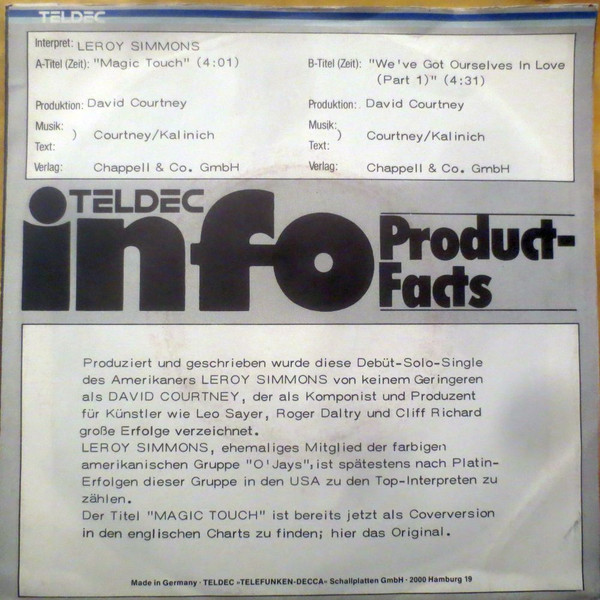 TELDEC
Interpret: LEROY SIMMONS
A-Titel (Zeit): "Magic Touch" (4:01)
B-Titel (Zeit): "We've Got Ourselves In Love
(Part 1)" (4:31)
Produktion: David Courtney
Produktion: David Courtney
Musik:
) Courtney/Kalinich
Text:
Musik:
) Courtney/Kalinich
Text:
Verlag: Chappell & Co. GmbH
Verlag: Chappell & Co. GmbH
TELDEC
info
Product-
Facts
Produziert und geschrieben wurde diese Debüt-Solo-Single
des Amerikaners LEROY SIMMONS von keinem Geringeren
als DAVID COURTNEY, der als Komponist und Produzent
für Künstler wie Leo Sayer, Roger Daltry und Cliff Richard
große Erfolge verzeichnet.
LEROY SIMMONS, ehemaliges Mitglied der farbigen
amerikanischen Gruppe "O'Jays", ist spätestens nach Platin-
Erfolgen dieser Gruppe in den USA zu den Top-Interpreten zu
zählen.
Der Titel "MAGIC TOUCH" ist bereits jetzt als Coverversion
in den englischen Charts zu finden; hier das Original.
Made in Germany · TELDEC »TELEFUNKEN-DECCA« Schallplatten GmbH · 2000 Hamburg 19